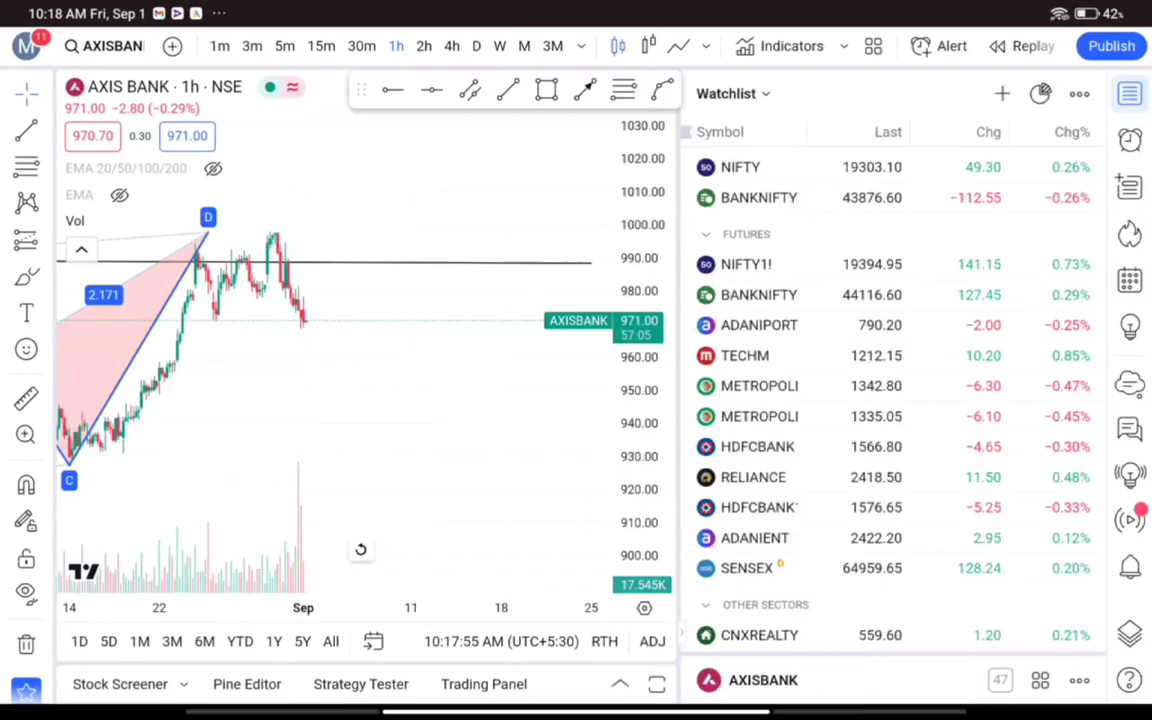 10:18 AM Fri, Sep 1
42%
M
11
AXISBAN
1m 3m 5m 15m 30m 1h 2h 4h D W M 3M
Indicators
Alert
Replay
Publish
AXIS BANK · 1h · NSE
971.00 −2.80 (−0.29%)
970.70 0.30 971.00
EMA 20/50/100/200
EMA
Vol
D
2.171
C
1030.00
1020.00
1010.00
1000.00
990.00
980.00
AXISBANK 971.00
57:05
960.00
950.00
940.00
930.00
920.00
910.00
900.00
17.545K
14 22 Sep 11 18 25
1D 5D 1M 3M 6M YTD 1Y 5Y All
10:17:55 AM (UTC+5:30) RTH ADJ
Stock Screener Pine Editor Strategy Tester Trading Panel
Watchlist
Symbol Last Chg Chg%
50 NIFTY 19303.10 49.30 0.26%
BANKNIFTY 43876.60 −112.55 −0.26%
FUTURES
50 NIFTY1! 19394.95 141.15 0.73%
BANKNIFTY 44116.60 127.45 0.29%
a ADANIPORT 790.20 −2.00 −0.25%
m TECHM 1212.15 10.20 0.85%
METROPOLI 1342.80 −6.30 −0.47%
METROPOLI 1335.05 −6.10 −0.45%
HDFCBANK 1566.80 −4.65 −0.30%
RELIANCE 2418.50 11.50 0.48%
HDFCBANK 1576.65 −5.25 −0.33%
a ADANIENT 2422.20 2.95 0.12%
SENSEX D 64959.65 128.24 0.20%
OTHER SECTORS
CNXREALTY 559.60 1.20 0.21%
AXISBANK 47